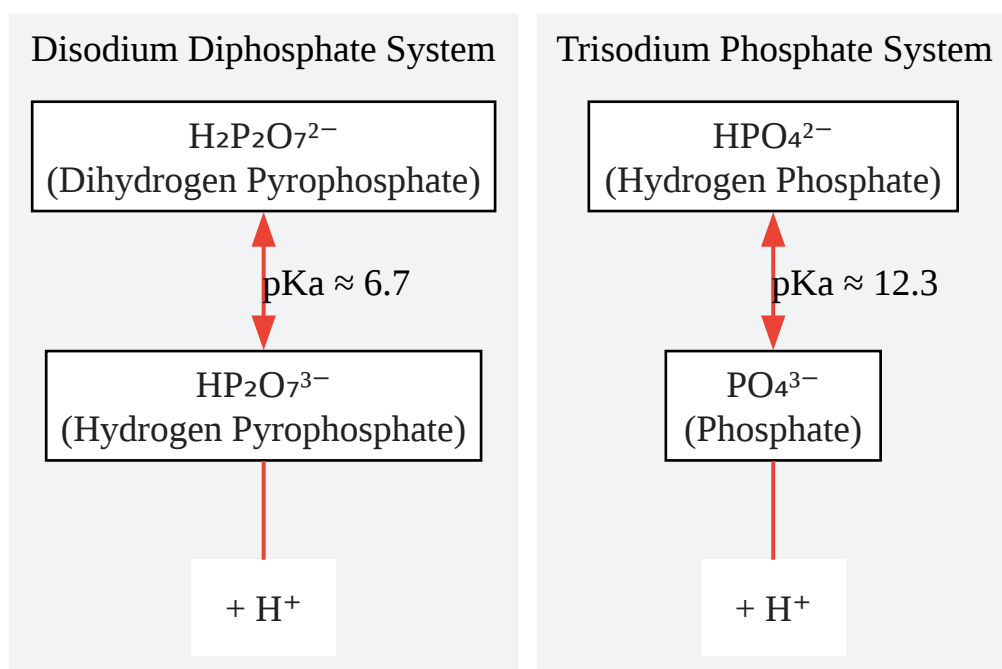 Disodium Diphosphate System
H₂P₂O₇²⁻
(Dihydrogen Pyrophosphate)
pKa ≈ 6.7
HP₂O₇³⁻
(Hydrogen Pyrophosphate)
+ H⁺
Trisodium Phosphate System
HPO₄²⁻
(Hydrogen Phosphate)
pKa ≈ 12.3
PO₄³⁻
(Phosphate)
+ H⁺